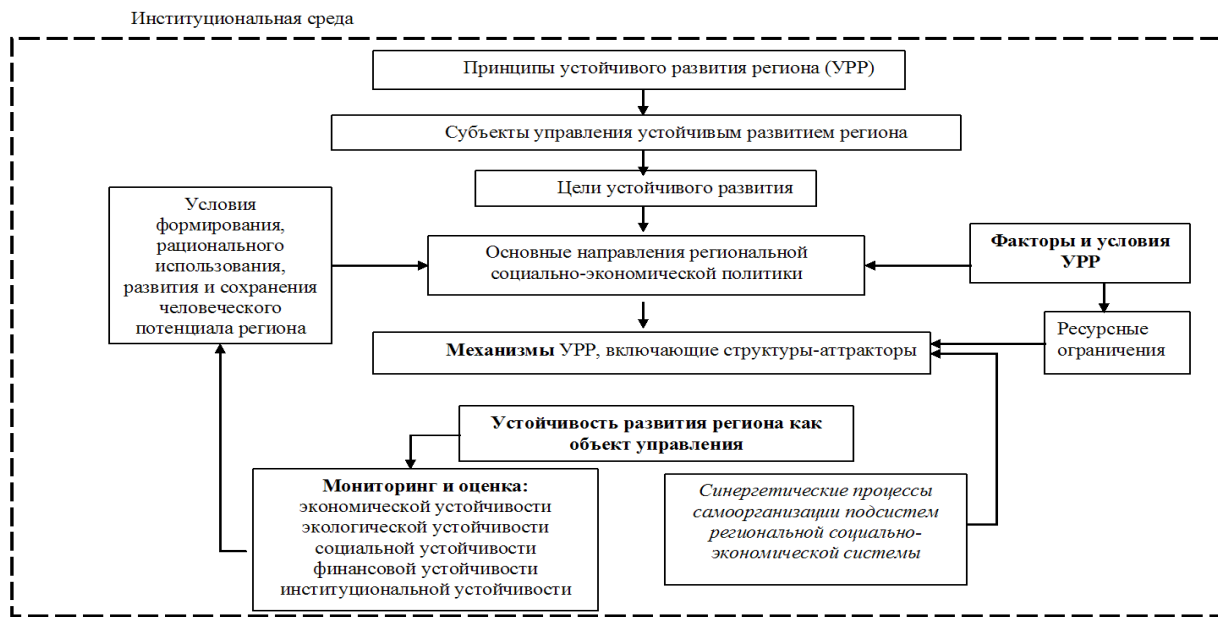 Институциональная среда
Принципы устойчивого развития региона (УРР)
Субъекты управления устойчивым развитием региона
Цели устойчивого развития
Условия
формирования,
рационального
использования,
развития и сохранения
человеческого
потенциала региона
Основные направления региональной
социально-экономической политики
Факторы и условия
УРР
Ресурсные
ограничения
Механизмы УРР, включающие структуры-аттракторы
Устойчивость развития региона как
объект управления
Мониторинг и оценка:
экономической устойчивости
экологической устойчивости
социальной устойчивости
финансовой устойчивости
институциональной устойчивости
Синергетические процессы
самоорганизации подсистем
региональной социально-
экономической системы